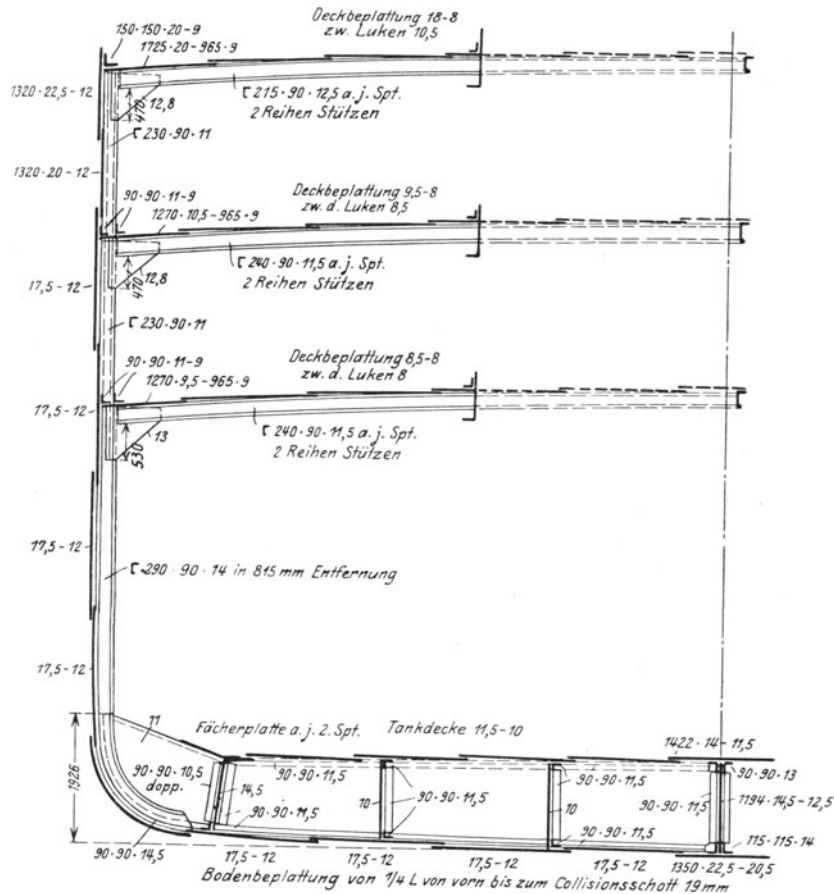 Deckbeplattung 18-8
zw. Luken 10,5
150·150·20-9
1725·20-965·9
1320·22,5-12
470
12,8
Γ 215·90·12,5 a.j. Spt.
2 Reihen Stützen
Γ 230·90·11
1320·20-12
Deckbeplattung 9,5-8
zw. d. Luken 8,5
90·90·11-9
1270·10,5-965·9
17,5-12
470
12,8
Γ 240·90·11,5 a.j. Spt.
2 Reihen Stützen
Γ 230·90·11
Deckbeplattung 8,5-8
zw. d. Luken 8
90·90·11-9
1270·9,5-965·9
17,5-12
530
13
Γ 240·90·11,5 a.j. Spt.
2 Reihen Stützen
17,5-12
Γ 290·90·14 in 815 mm Entfernung
17,5-12
11
Fächerplatte a.j. 2. Spt.
Tankdecke 11,5-10
1422·14-11,5
1926
90·90·10,5
dopp.
14,5
90·90·11,5
90·90·11,5
10
90·90·11,5
90·90·11,5
10
90·90·11,5
90·90·11,5
90·90·13
1194·14,5-12,5
115·115·14
90·90·14,5
17,5-12
17,5-12
17,5-12
17,5-12
1350·22,5-20,5
Bodenbeplattung von 1/4 L von vorn bis zum Collisionsschott 19mm